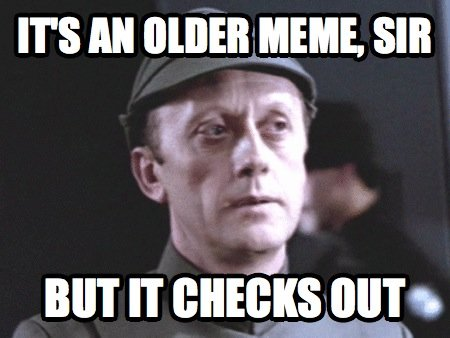 IT'S AN OLDER MEME, SIR
BUT IT CHECKS OUT